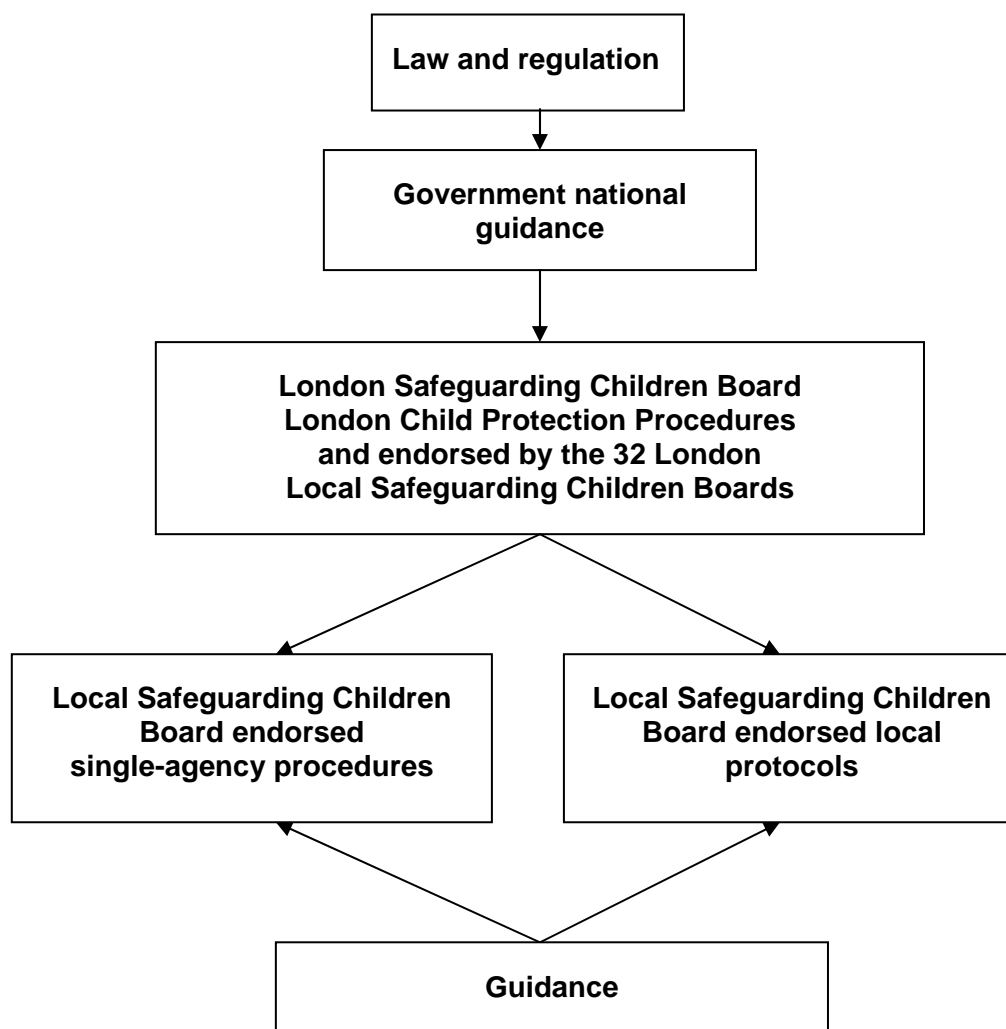 Law and regulation
Government national
guidance
London Safeguarding Children Board
London Child Protection Procedures
and endorsed by the 32 London
Local Safeguarding Children Boards
Local Safeguarding Children
Board endorsed
single-agency procedures
Local Safeguarding Children
Board endorsed local
protocols
Guidance